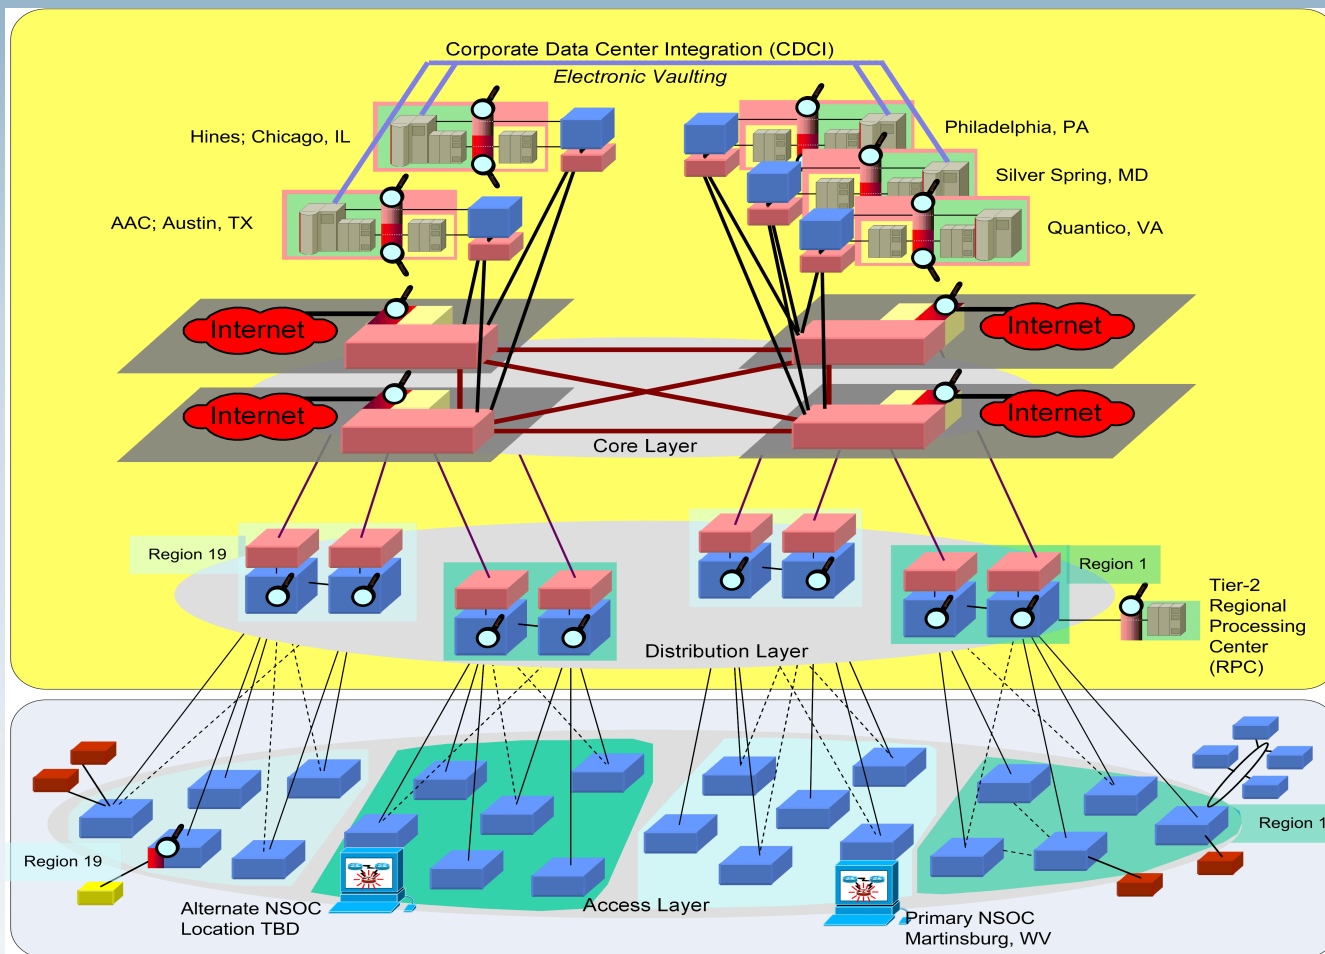 Corporate Data Center Integration (CDCI)
Electronic Vaulting
Hines; Chicago, IL
Philadelphia, PA
Silver Spring, MD
AAC; Austin, TX
Quantico, VA
Internet
Internet
Internet
Internet
Core Layer
Region 19
Region 1
Tier-2
Regional
Processing
Center
(RPC)
Distribution Layer
Region 1
Region 19
Alternate NSOC
Location TBD
Access Layer
Primary NSOC
Martinsburg, WV